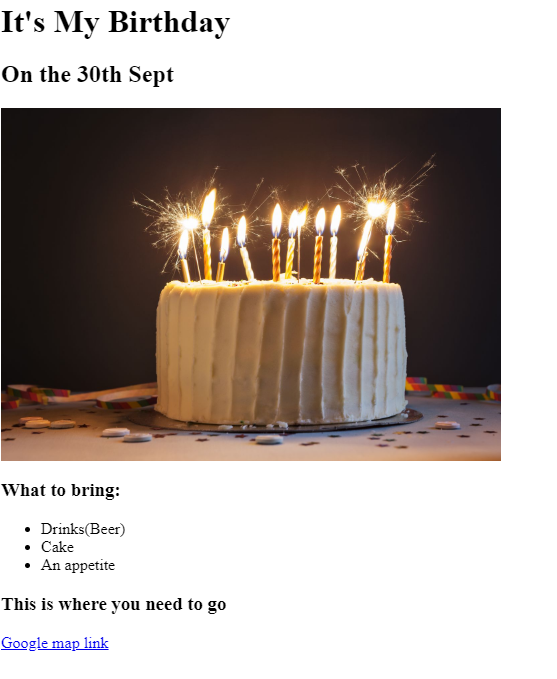 It's My Birthday
On the 30th Sept
What to bring:
Drinks(Beer)
Cake
An appetite
This is where you need to go
Google map link